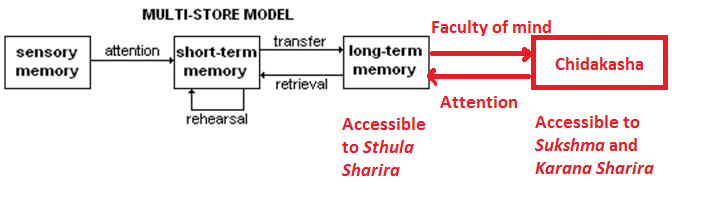 MULTI-STORE MODEL
sensory
memory
attention
short-term
memory
rehearsal
transfer
retrieval
long-term
memory
Faculty of mind
Attention
Chidakasha
Accessible
to Sthula
Sharira
Accessible to
Sukshma and
Karana Sharira